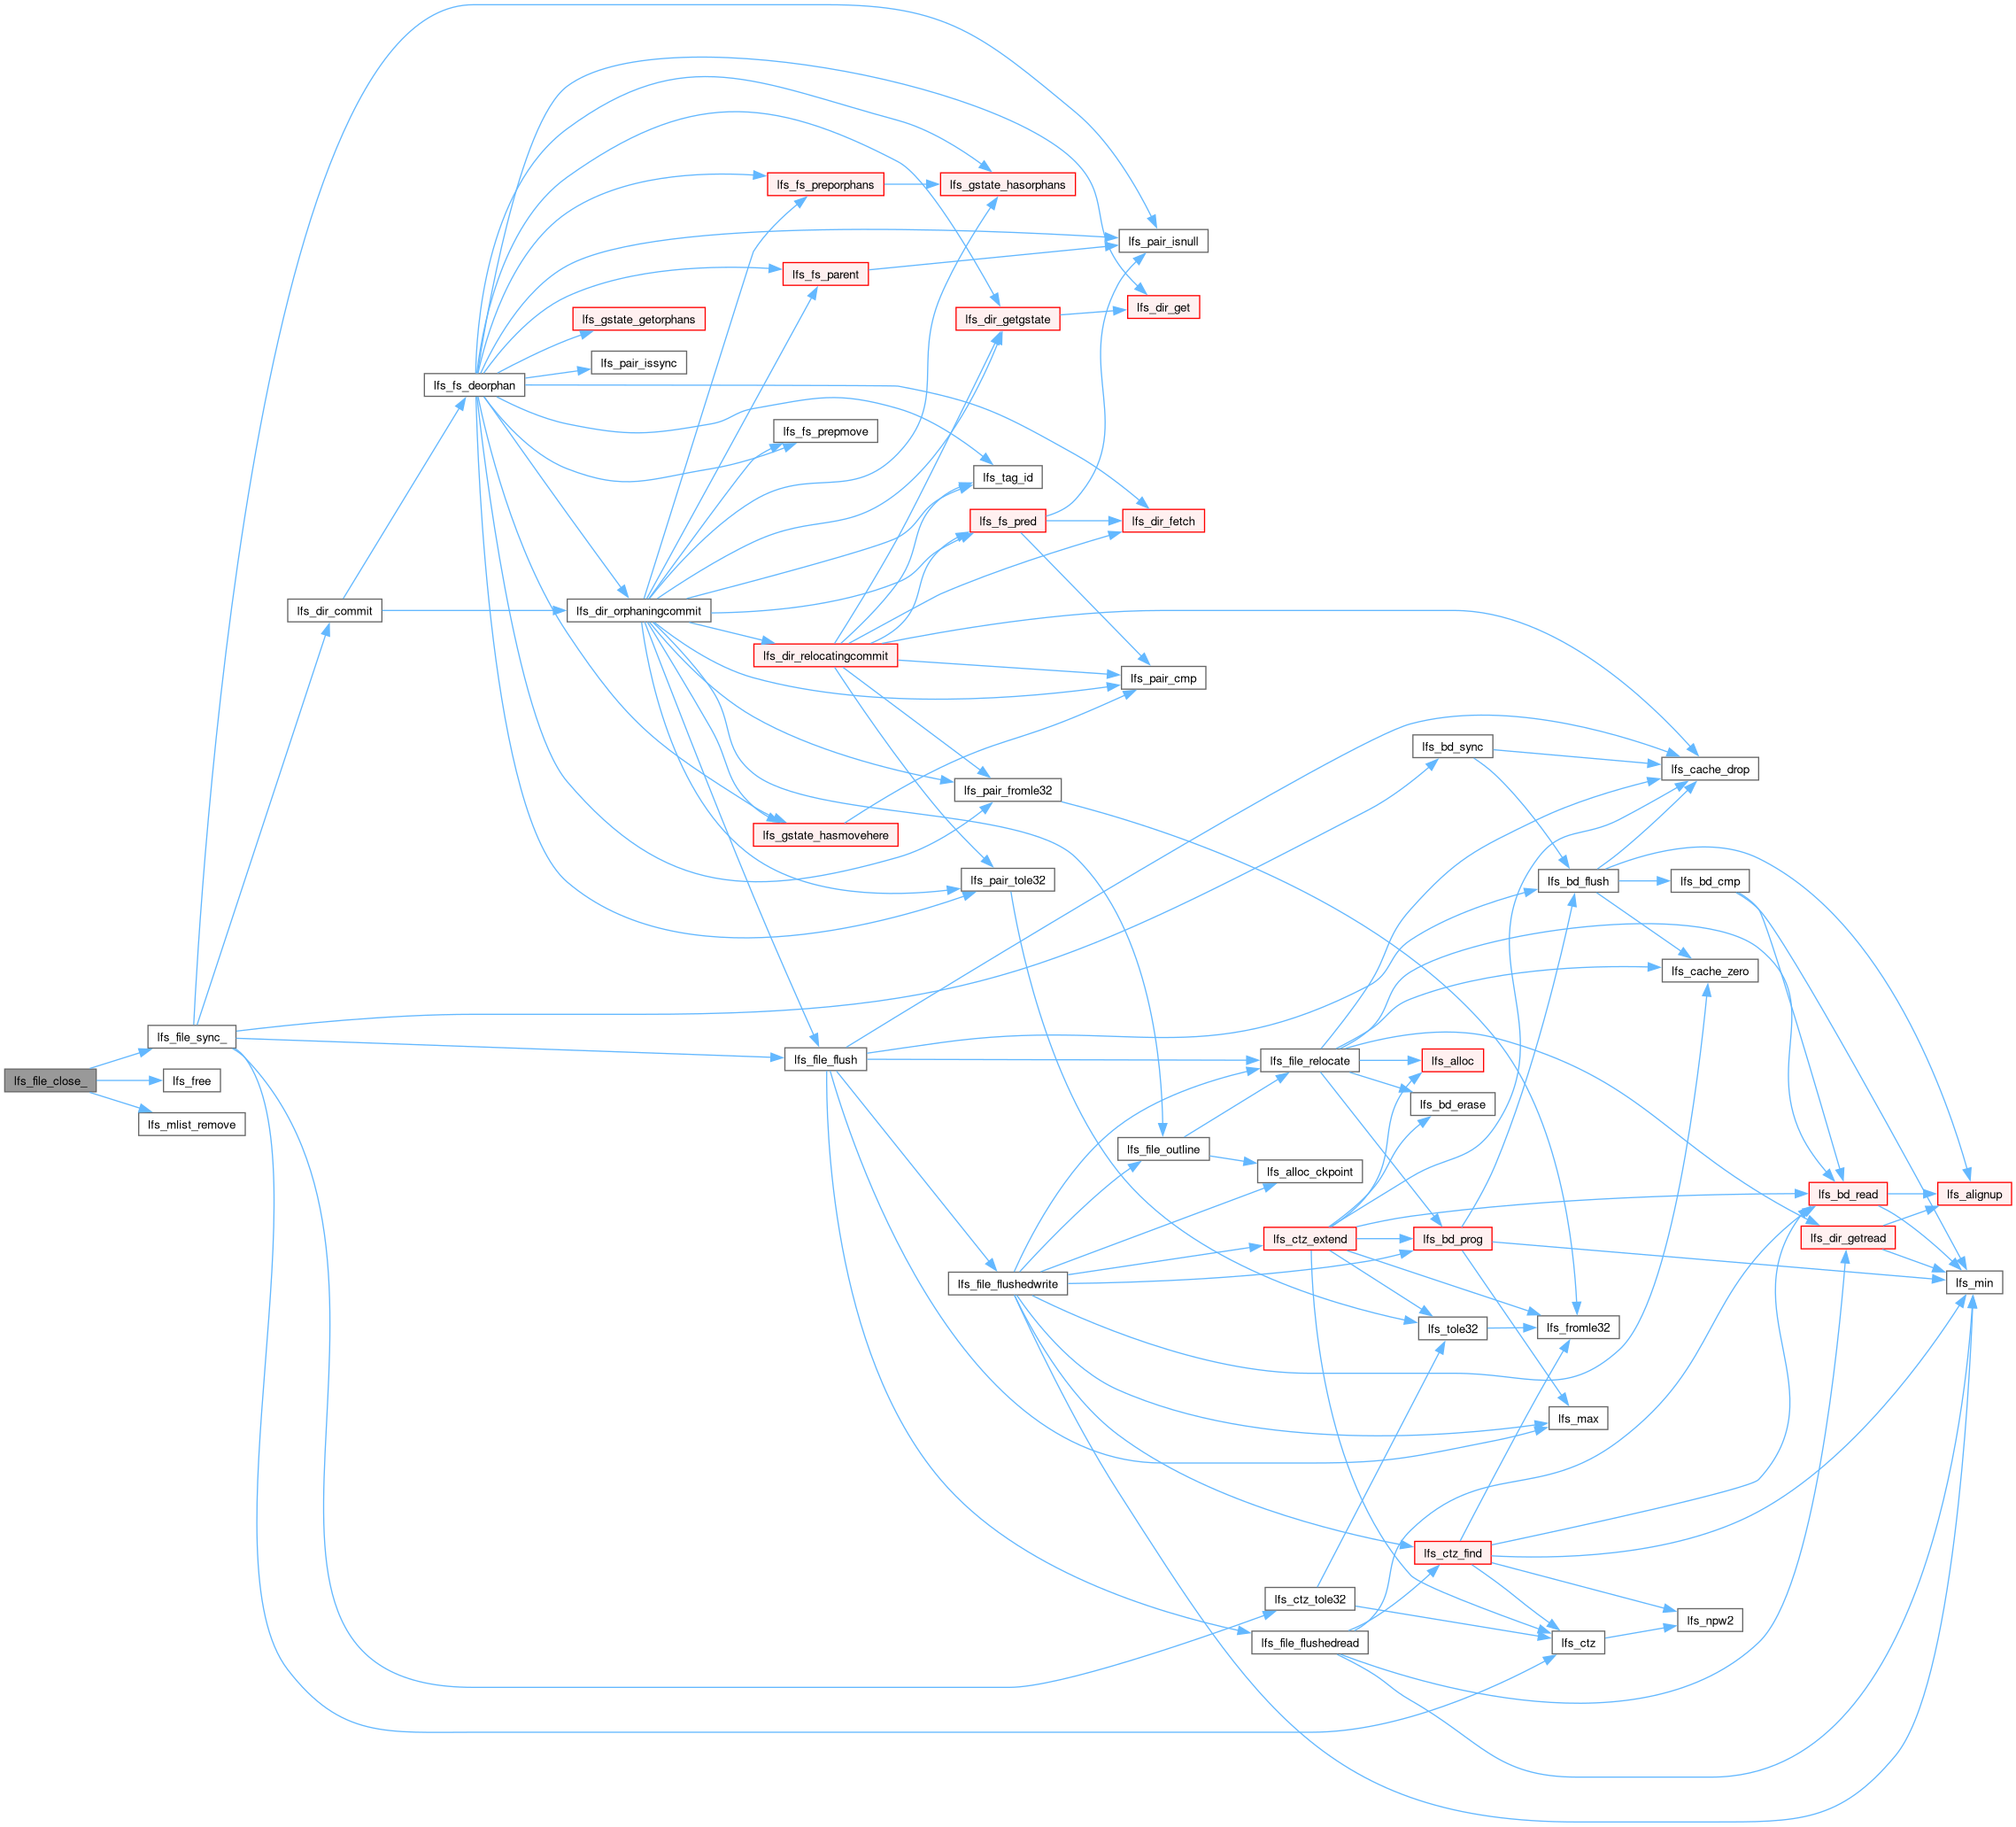 lfs_fs_preporphans
lfs_gstate_hasorphans
lfs_pair_isnull
lfs_fs_parent
lfs_dir_get
lfs_gstate_getorphans
lfs_dir_getgstate
lfs_pair_issync
lfs_fs_deorphan
lfs_fs_prepmove
lfs_tag_id
lfs_fs_pred
lfs_dir_fetch
lfs_dir_commit
lfs_dir_orphaningcommit
lfs_dir_relocatingcommit
lfs_pair_cmp
lfs_bd_sync
lfs_cache_drop
lfs_pair_fromle32
lfs_gstate_hasmovehere
lfs_pair_tole32
lfs_bd_flush
lfs_bd_cmp
lfs_cache_zero
lfs_file_sync_
lfs_file_flush
lfs_file_relocate
lfs_alloc
lfs_file_close_
lfs_free
lfs_bd_erase
lfs_mlist_remove
lfs_file_outline
lfs_alloc_ckpoint
lfs_bd_read
lfs_alignup
lfs_ctz_extend
lfs_bd_prog
lfs_dir_getread
lfs_file_flushedwrite
lfs_min
lfs_tole32
lfs_fromle32
lfs_max
lfs_ctz_find
lfs_ctz_tole32
lfs_npw2
lfs_file_flushedread
lfs_ctz